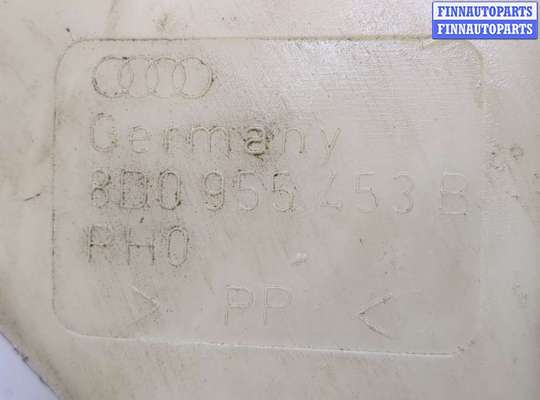 FINNAUTOPARTS
FINNAUTOPARTS
Germany
8D0 955 453 B
RH0
> PP <